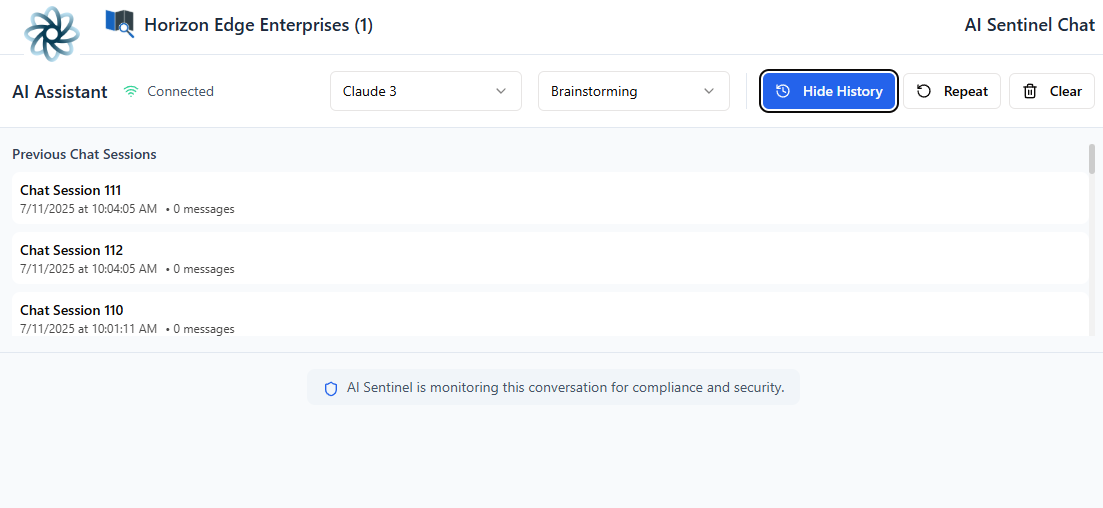 Horizon Edge Enterprises (1)
AI Sentinel Chat
AI Assistant
Connected
Claude 3
Brainstorming
Hide History
Repeat
Clear
Previous Chat Sessions
Chat Session 111
7/11/2025 at 10:04:05 AM • 0 messages
Chat Session 112
7/11/2025 at 10:04:05 AM • 0 messages
Chat Session 110
7/11/2025 at 10:01:11 AM • 0 messages
AI Sentinel is monitoring this conversation for compliance and security.